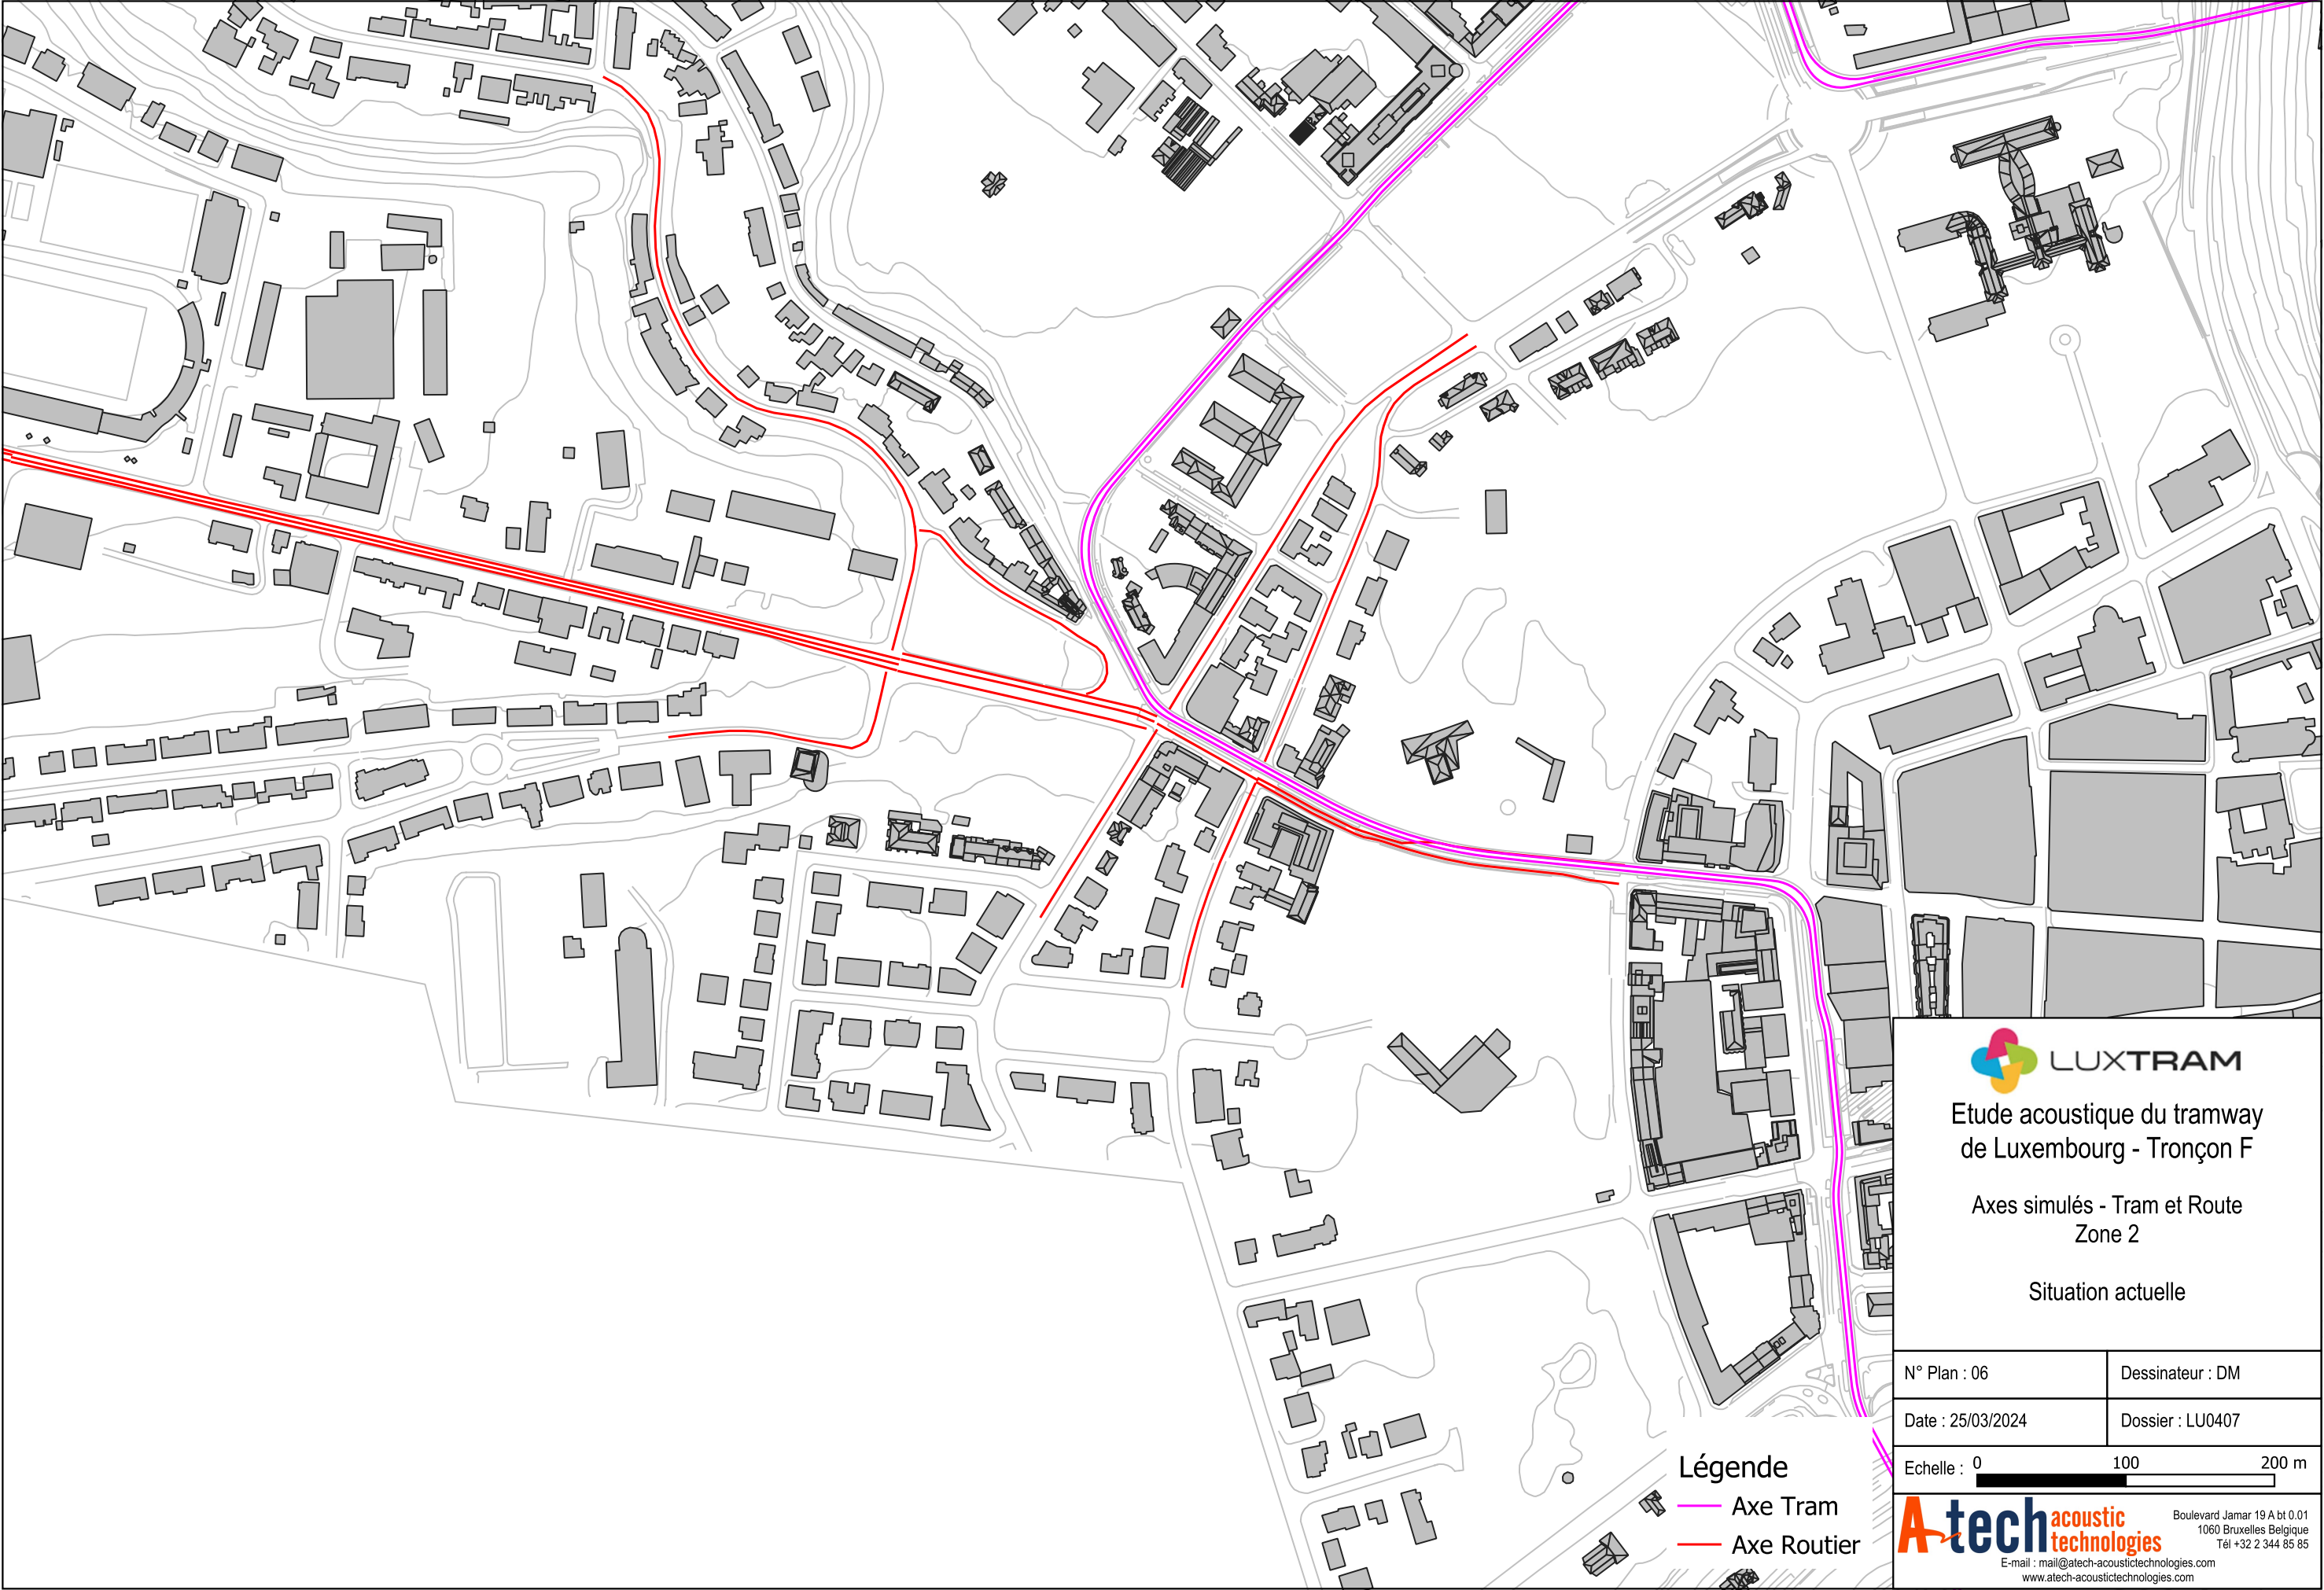 LUXTRAM
Etude acoustique du tramway
de Luxembourg - Tronçon F
Axes simulés - Tram et Route
Zone 2
Situation actuelle
N° Plan : 06
Dessinateur : DM
Date : 25/03/2024
Dossier : LU0407
Echelle : 0 100 200 m
Légende
Axe Tram
Axe Routier
A-tech acoustic technologies
Boulevard Jamar 19 A bt 0.01
1060 Bruxelles Belgique
Tél +32 2 344 85 85
E-mail : mail@atech-acoustictechnologies.com
www.atech-acoustictechnologies.com